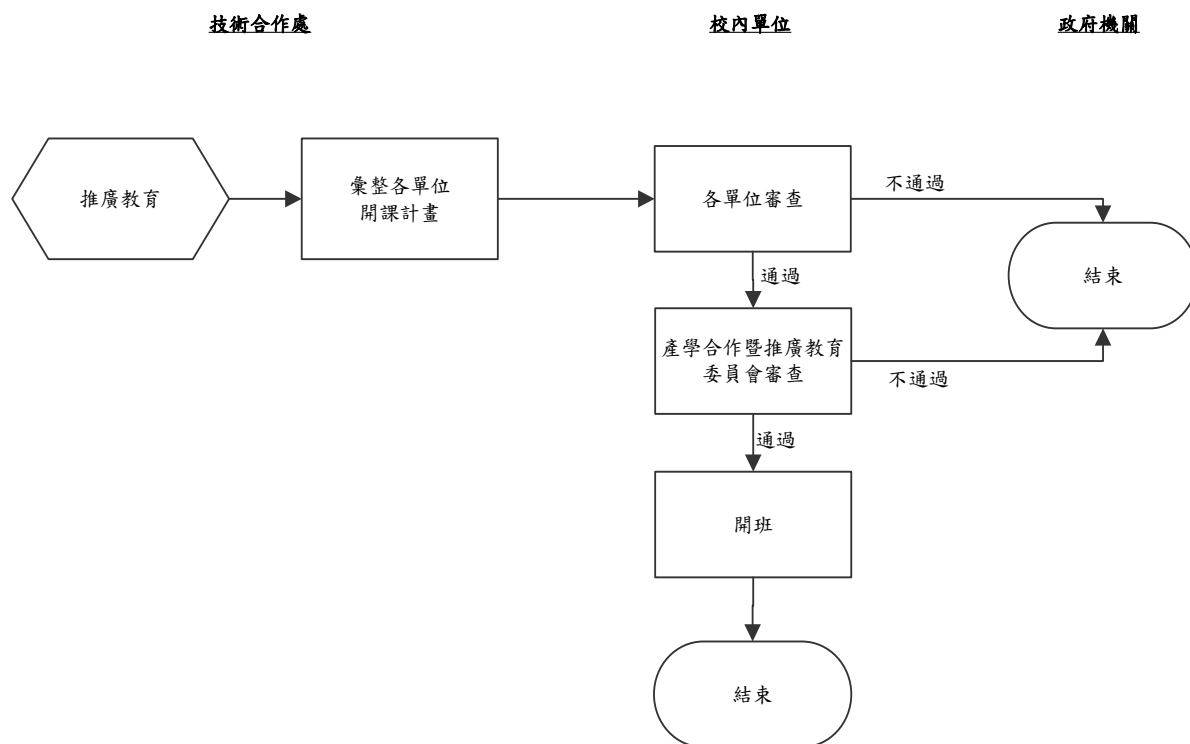 技術合作處
校內單位
政府機關
推廣教育
彙整各單位
開課計畫
各單位審查
不通過
結束
通過
產學合作暨推廣教育
委員會審查
不通過
通過
開班
結束